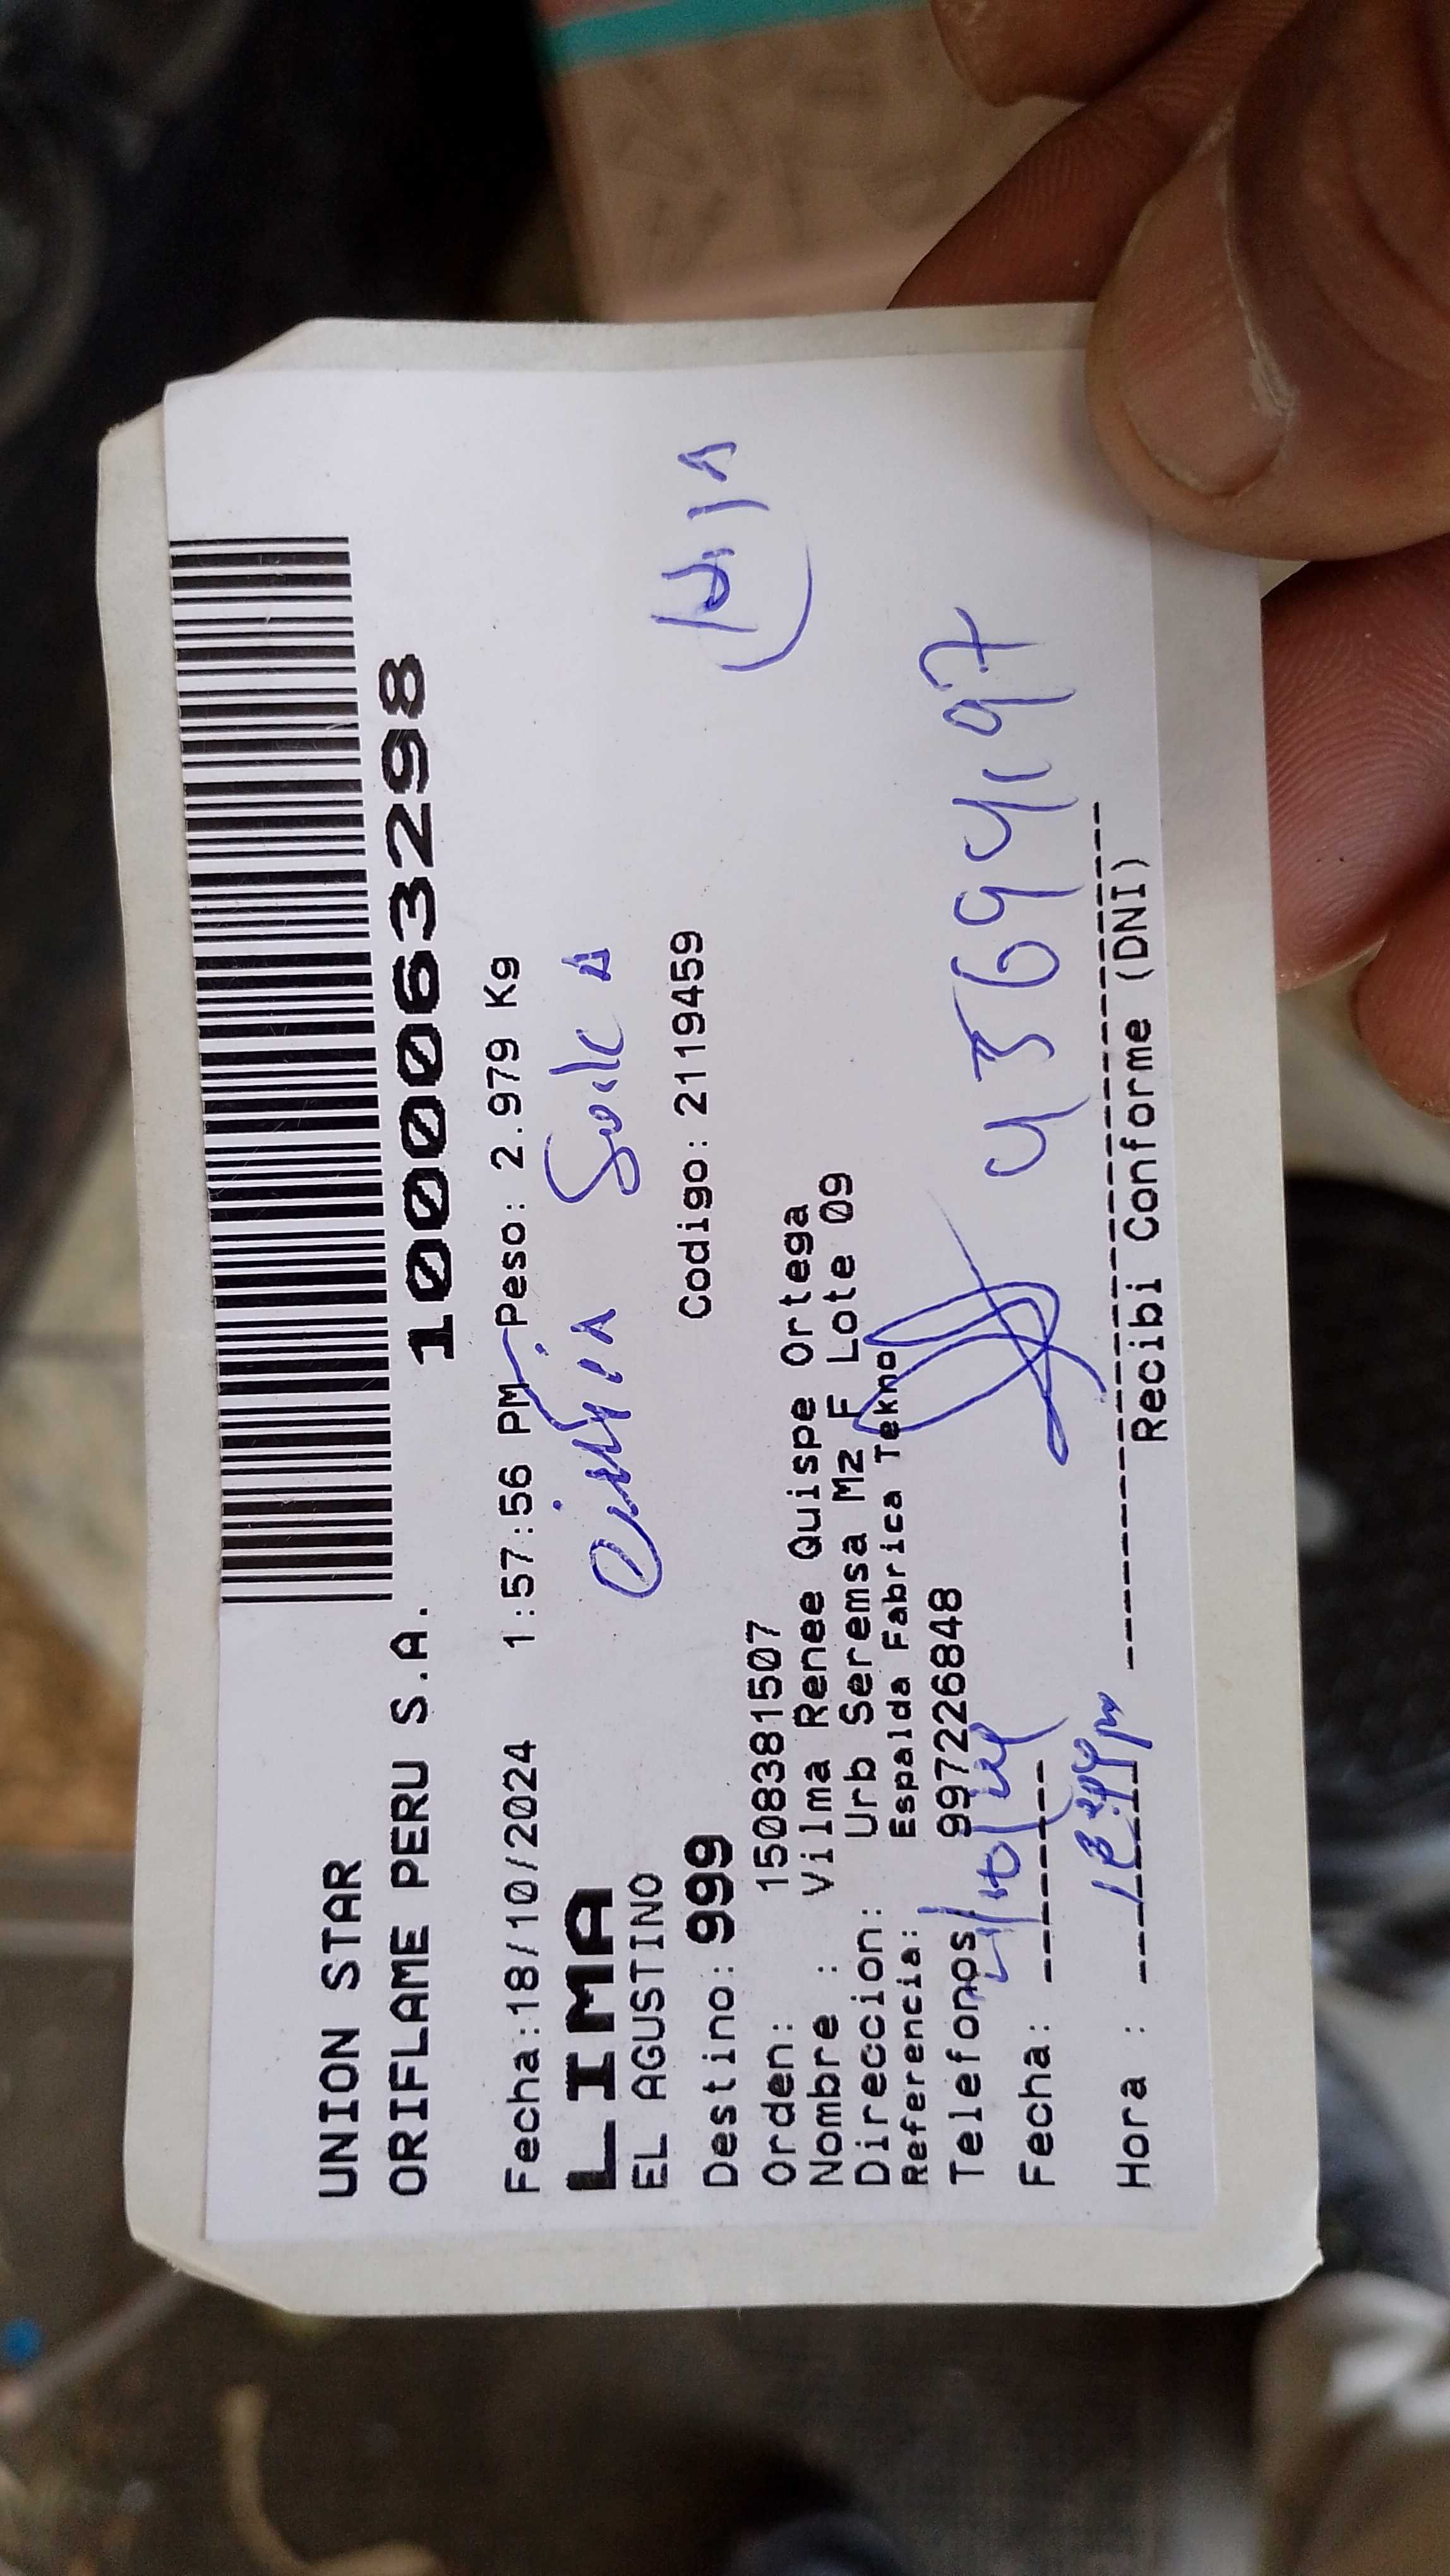 UNION STAR
ORIFLAME PERU S.A.
1000063298
Fecha:18/10/2024 1:57:56 PM Peso: 2.979 Kg
LIMA
EL AGUSTINO
Destino: 999 Codigo: 2119459
Orden: 1508381507
Nombre : Vilma Renee Quispe Ortega
Direccion: Urb Seremsa Mz F Lote 09
Referencia: Espalda Fabrica Tekno
Telefonos 997226848
Fecha:
Hora :
Recibi Conforme (DNI)